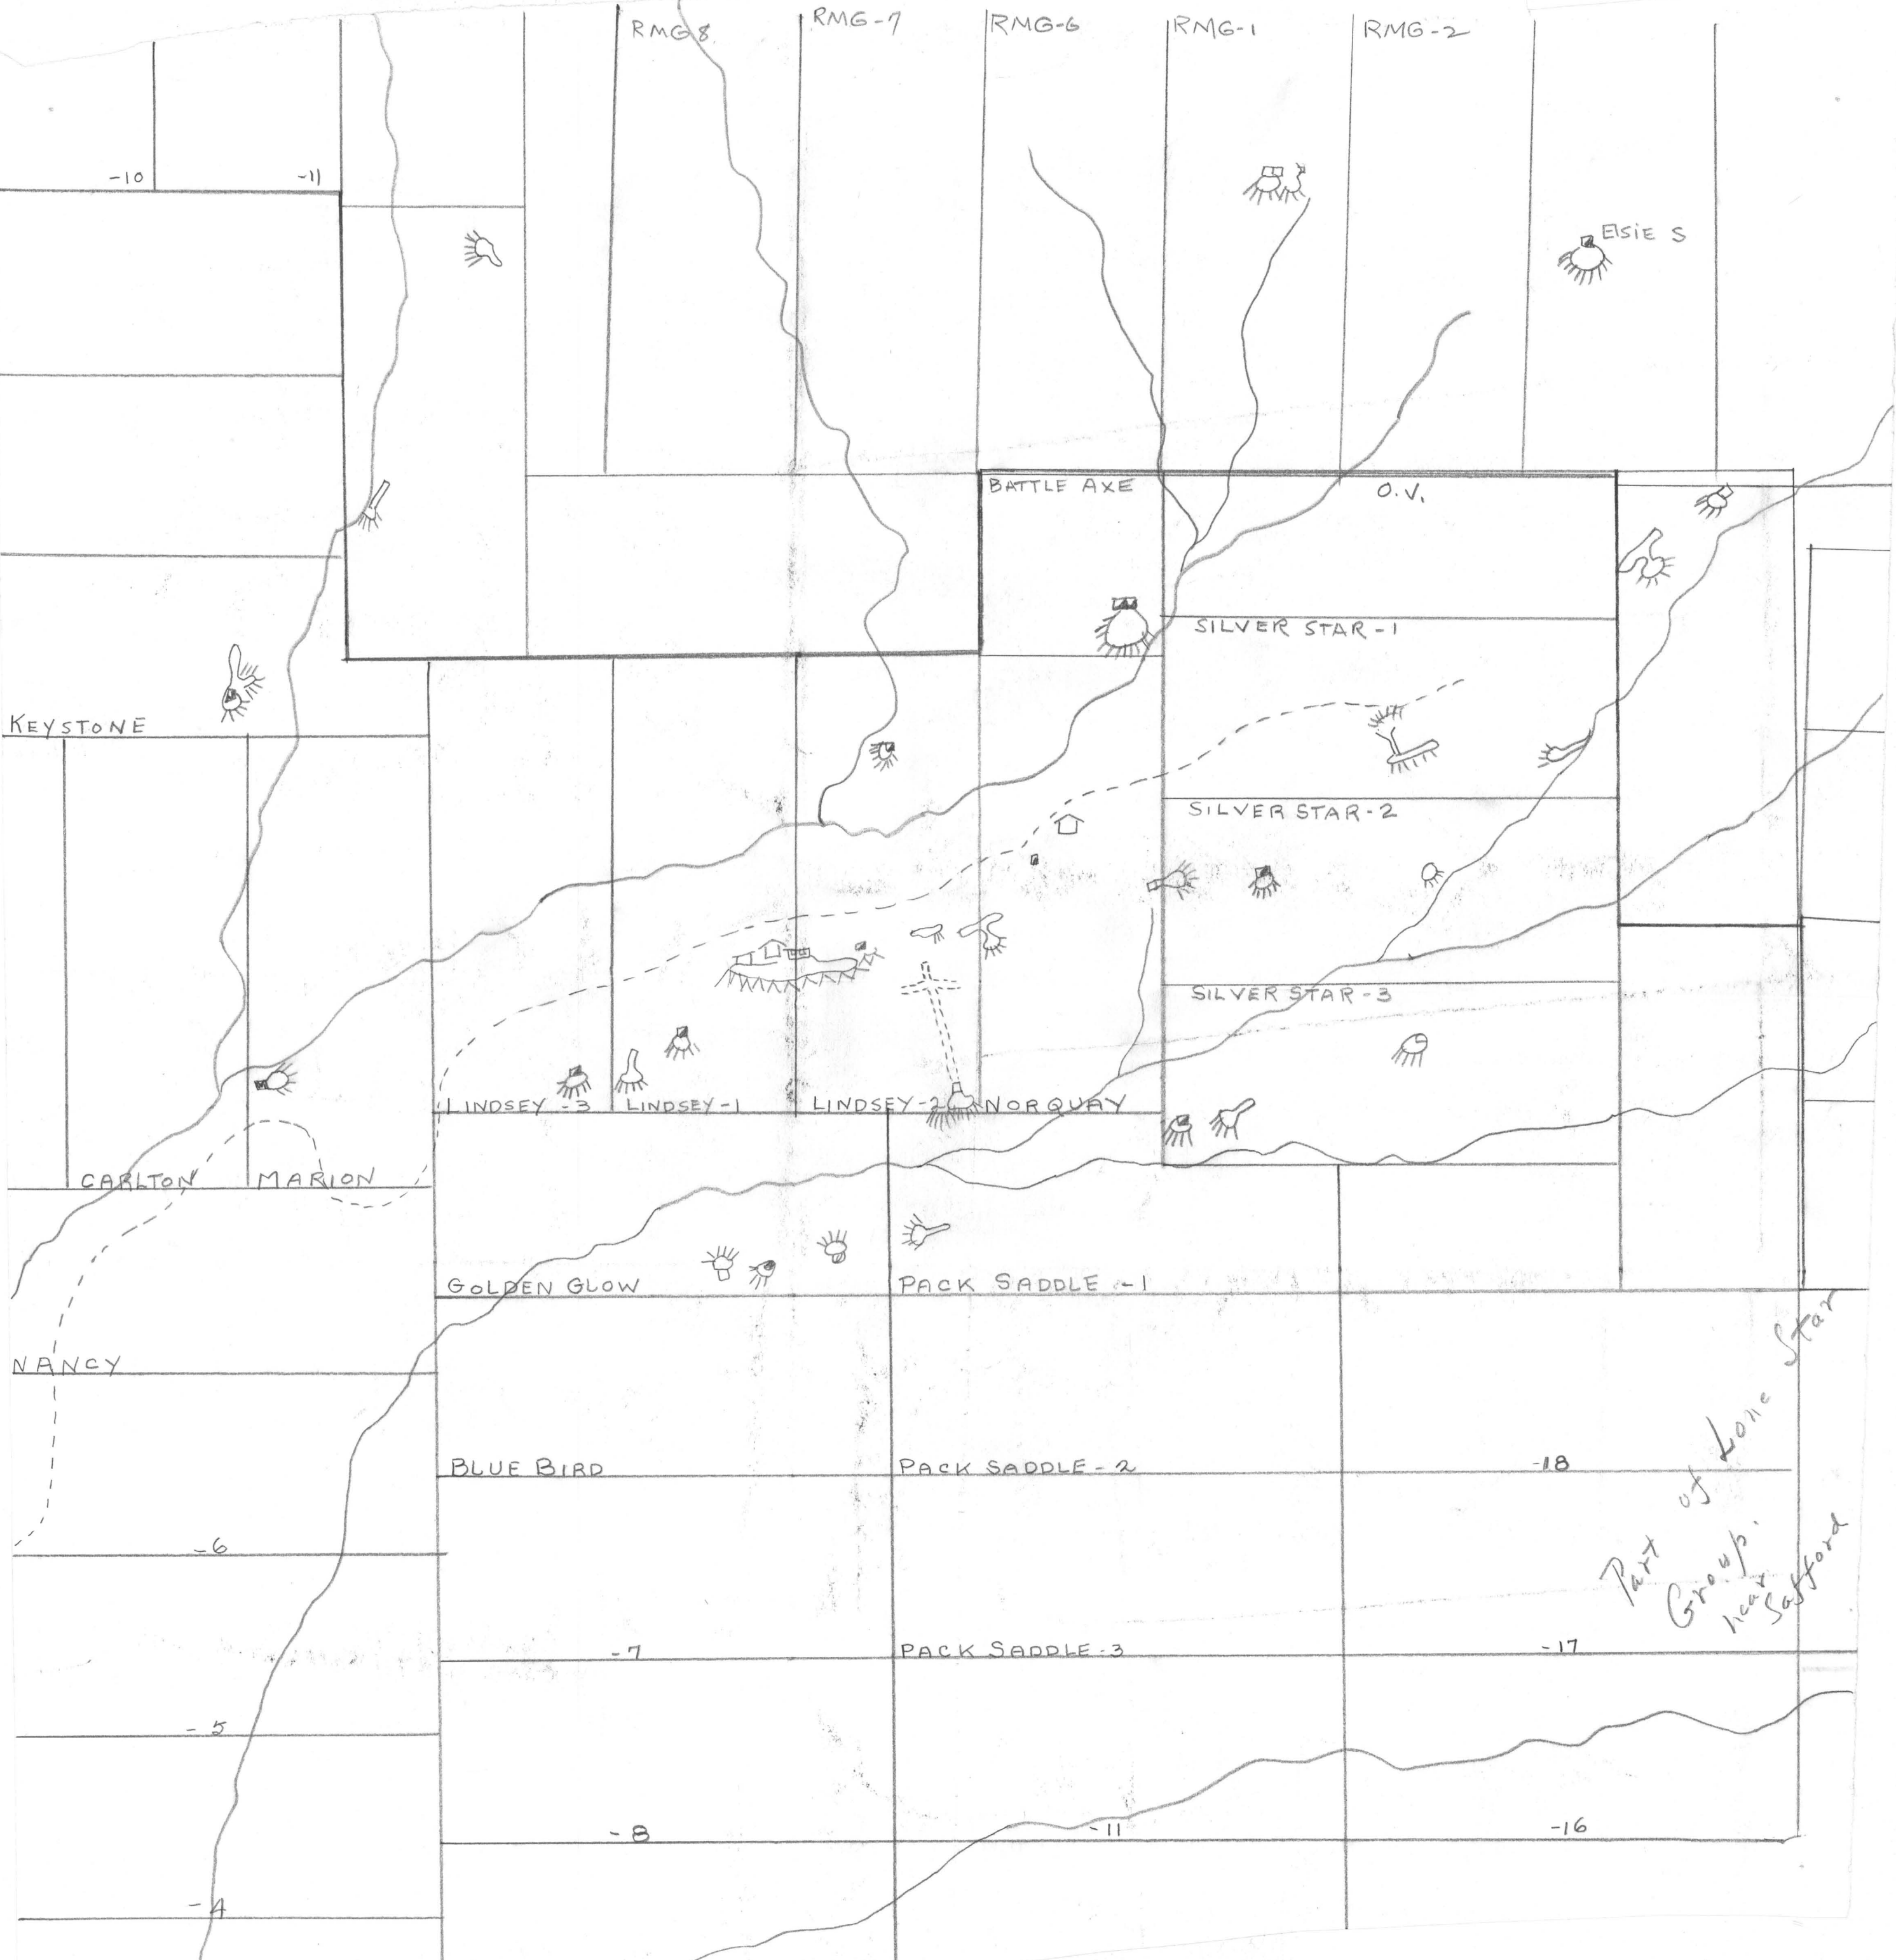 RMG 8
RMG-7
RMG-6
RMG-1
RMG-2
-10
-11
ELSIE S
BATTLE AXE
O.V.
SILVER STAR-1
KEYSTONE
SILVER STAR-2
SILVER STAR-3
LINDSEY-3
LINDSEY-1
LINDSEY-2
NORQUAY
CARLTON
MARION
GOLDEN GLOW
PACK SADDLE -1
NANCY
BLUE BIRD
PACK SADDLE-2
-18
Part of Lone Star
Group.
near
Safford
-6
-7
PACK SADDLE-3
-17
-5
-8
-11
-16
-4